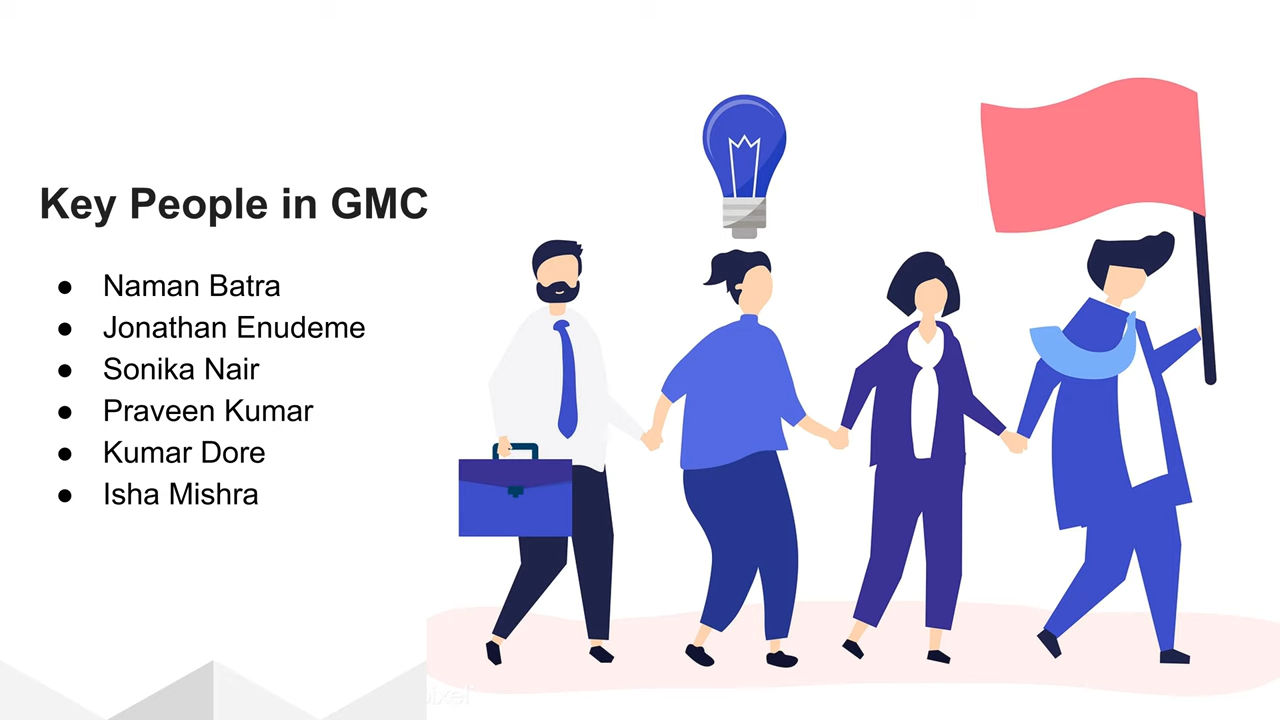 Key People in GMC
● Naman Batra
● Jonathan Enudeme
● Sonika Nair
● Praveen Kumar
● Kumar Dore
● Isha Mishra